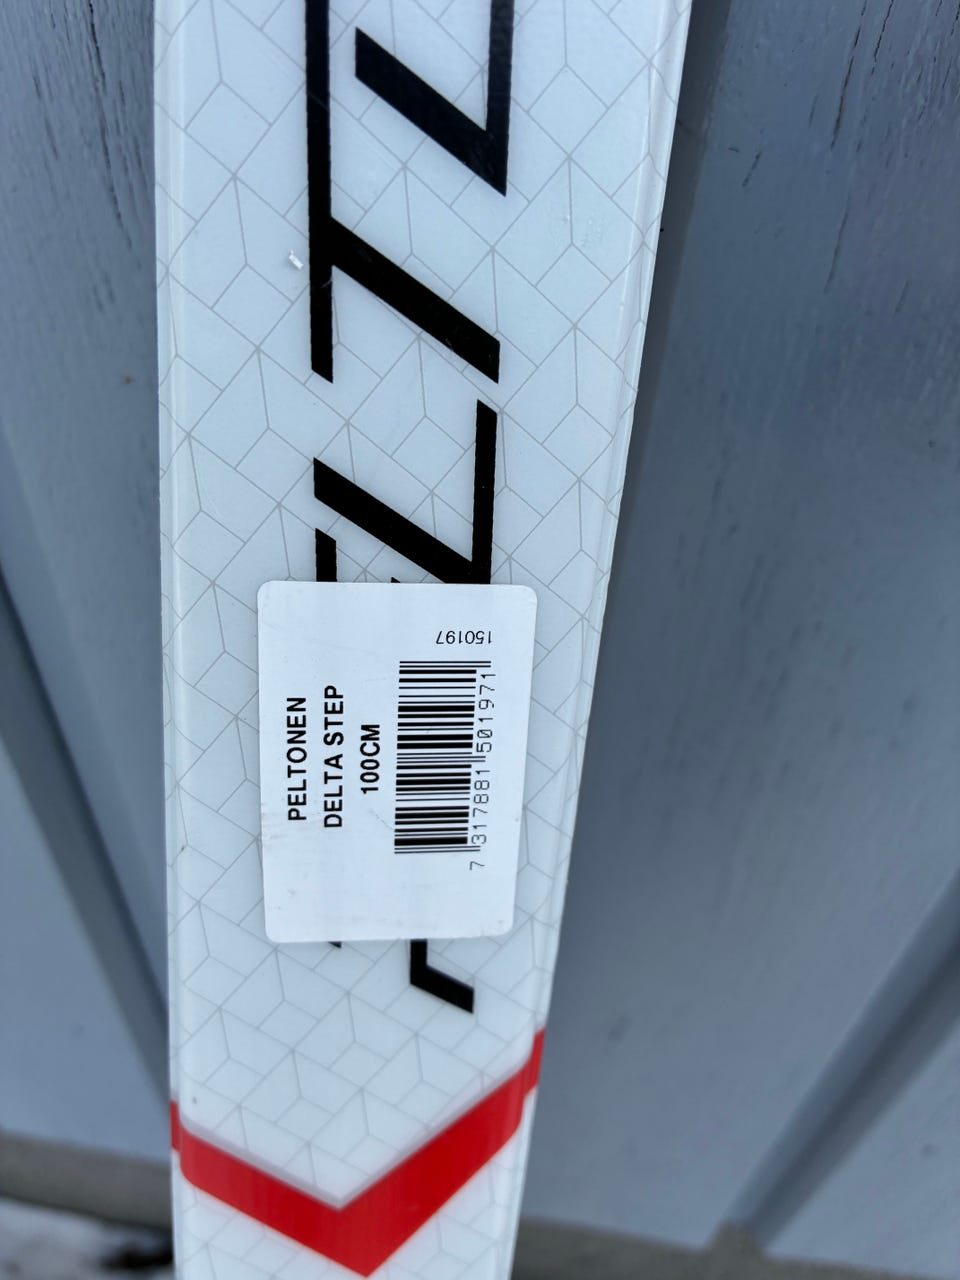 PELTONEN
DELTA STEP
100CM
7 317881 501971
150197